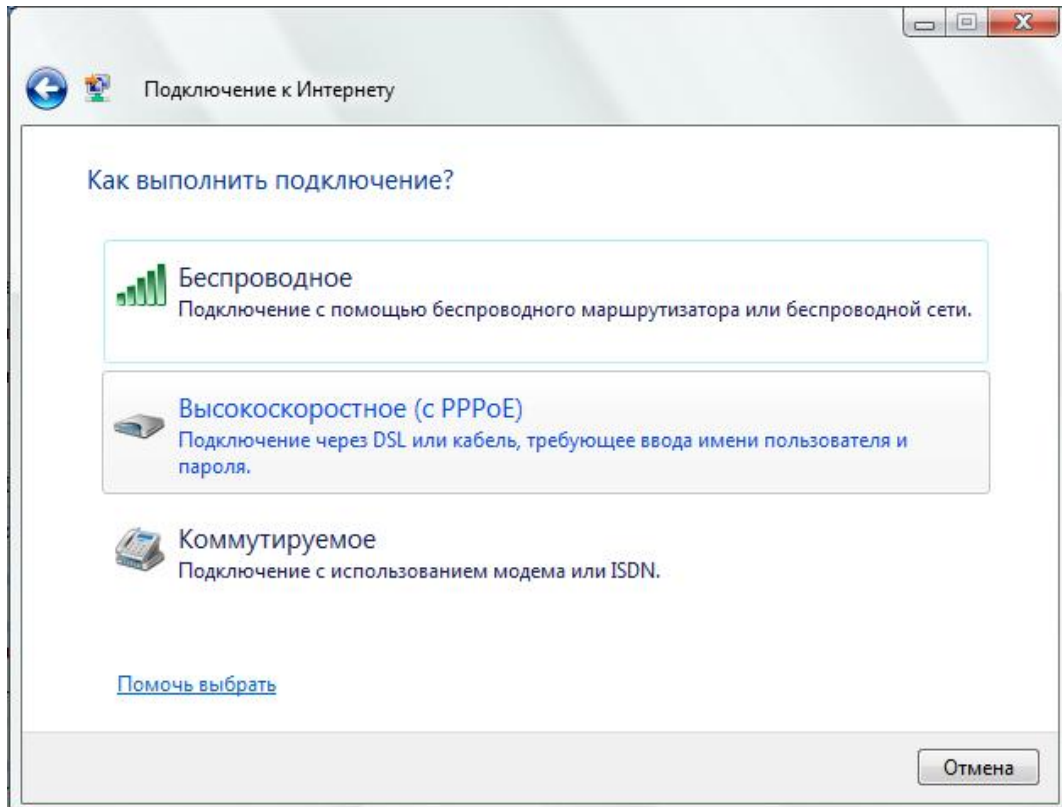 Подключение к Интернету
Как выполнить подключение?
Беспроводное
Подключение с помощью беспроводного маршрутизатора или беспроводной сети.
Высокоскоростное (с PPPoE)
Подключение через DSL или кабель, требующее ввода имени пользователя и
пароля.
Коммутируемое
Подключение с использованием модема или ISDN.
Помочь выбрать
Отмена